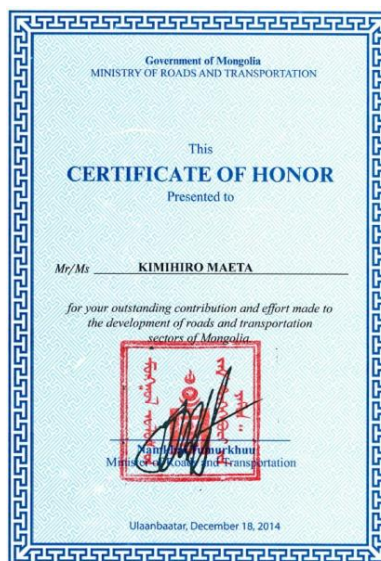 Government of Mongolia
MINISTRY OF ROADS AND TRANSPORTATION
This
CERTIFICATE OF HONOR
Presented to
Mr/Ms KIMIHIRO MAETA
for your outstanding contribution and effort made to
the development of roads and transportation
sectors of Mongolia
Tumurkhuu
Minister of Roads and Transportation
Ulaanbaatar, December 18, 2014